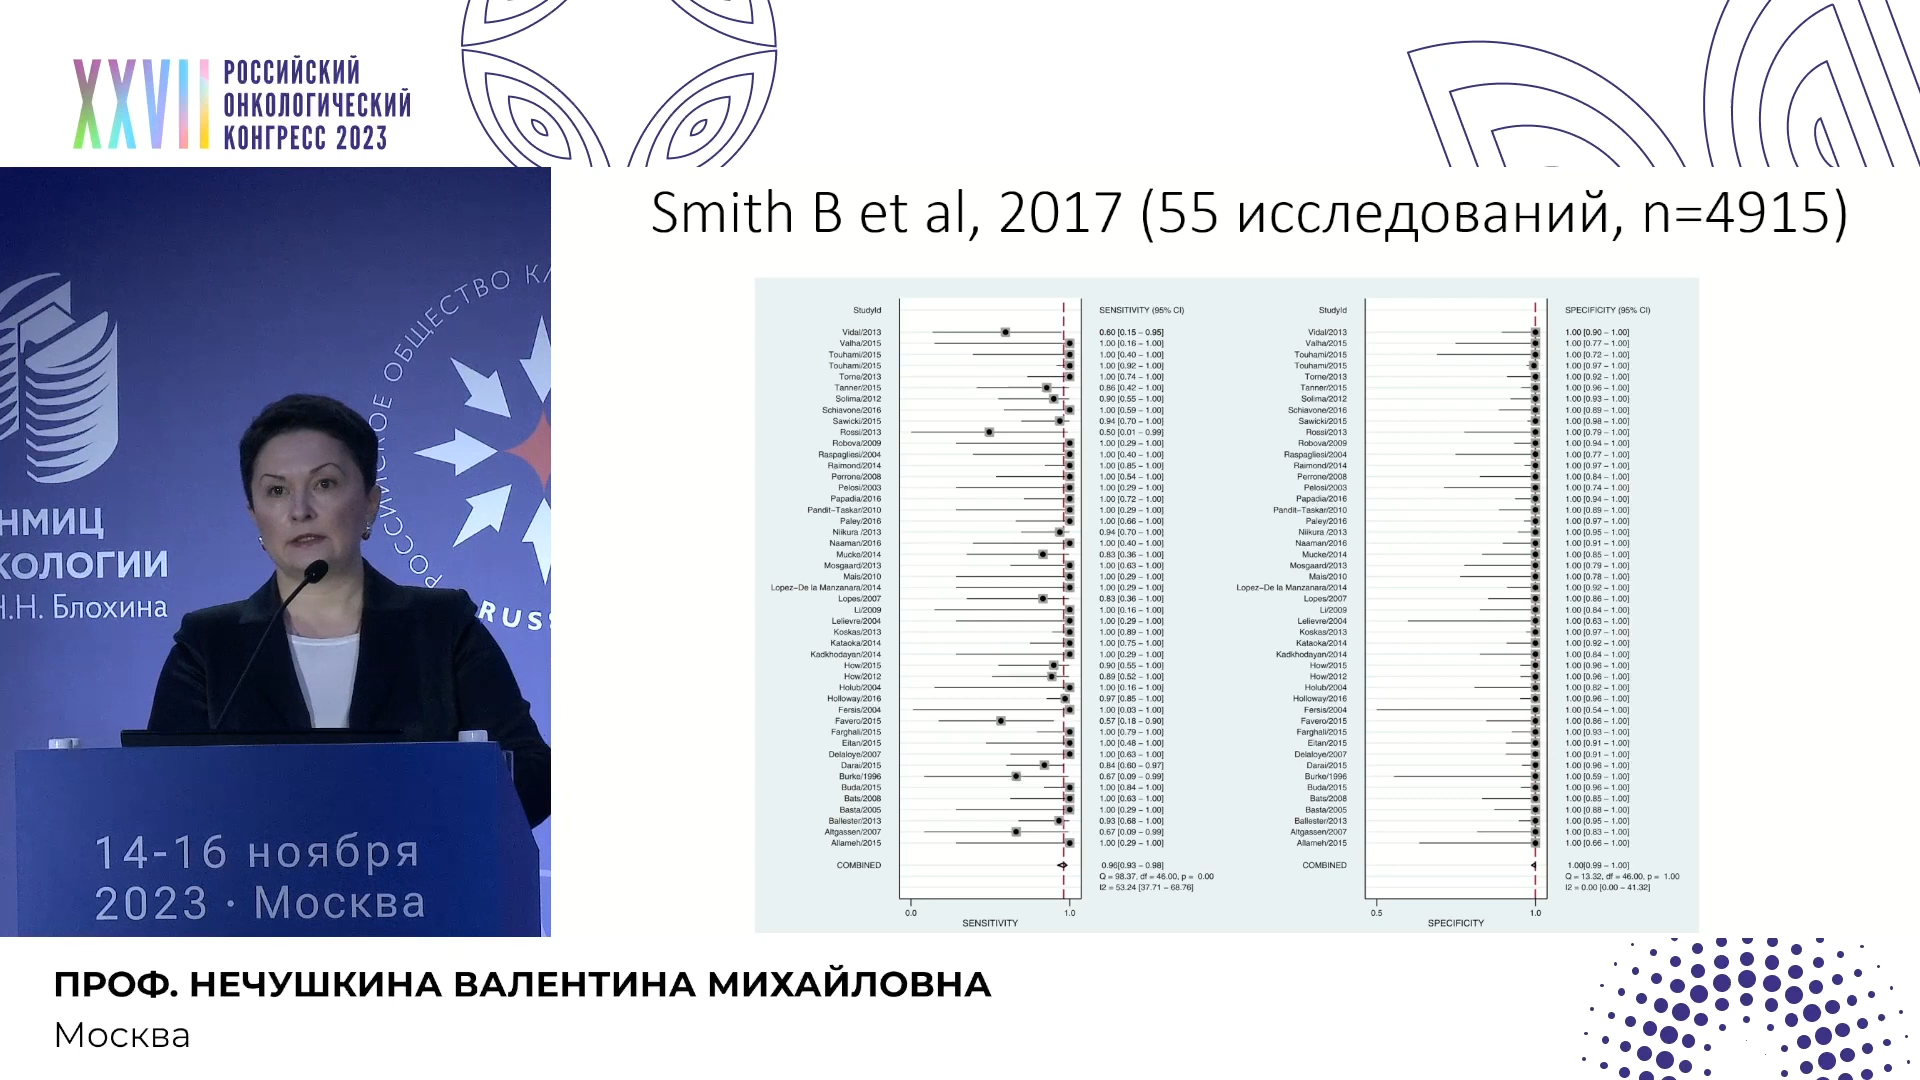 XXVII
РОССИЙСКИЙ
ОНКОЛОГИЧЕСКИЙ
КОНГРЕСС 2023
Smith B et al, 2017 (55 исследований, n=4915)
StudyId SENSITIVITY (95% CI)
Vidal/2013 0.60 [0.15 – 0.95]
Valha/2015 1.00 [0.16 – 1.00]
Touhami/2015 1.00 [0.40 – 1.00]
Touhami/2015 1.00 [0.92 – 1.00]
Torne/2013 1.00 [0.74 – 1.00]
Tanner/2015 0.86 [0.42 – 1.00]
Solima/2012 0.90 [0.55 – 1.00]
Schiavone/2016 1.00 [0.59 – 1.00]
Sawicki/2015 0.94 [0.70 – 1.00]
Rossi/2013 0.50 [0.01 – 0.99]
Robova/2009 1.00 [0.29 – 1.00]
Raspagliesi/2004 1.00 [0.40 – 1.00]
Raimond/2014 1.00 [0.85 – 1.00]
Perrone/2008 1.00 [0.54 – 1.00]
Pelosi/2003 1.00 [0.29 – 1.00]
Papadia/2016 1.00 [0.72 – 1.00]
Pandit–Taskar/2010 1.00 [0.29 – 1.00]
Paley/2016 1.00 [0.66 – 1.00]
Niikura /2013 0.94 [0.70 – 1.00]
Naaman/2016 1.00 [0.40 – 1.00]
Mucke/2014 0.83 [0.36 – 1.00]
Mosgaard/2013 1.00 [0.63 – 1.00]
Mais/2010 1.00 [0.29 – 1.00]
Lopez–De la Manzanara/2014 1.00 [0.29 – 1.00]
Lopes/2007 0.83 [0.36 – 1.00]
Li/2009 1.00 [0.16 – 1.00]
Lelievre/2004 1.00 [0.29 – 1.00]
Koskas/2013 1.00 [0.89 – 1.00]
Kataoka/2014 1.00 [0.75 – 1.00]
Kadkhodayan/2014 1.00 [0.29 – 1.00]
How/2015 0.90 [0.55 – 1.00]
How/2012 0.89 [0.52 – 1.00]
Holub/2004 1.00 [0.16 – 1.00]
Holloway/2016 0.97 [0.85 – 1.00]
Fersis/2004 1.00 [0.03 – 1.00]
Favero/2015 0.57 [0.18 – 0.90]
Farghali/2015 1.00 [0.79 – 1.00]
Eitan/2015 1.00 [0.48 – 1.00]
Delaloye/2007 1.00 [0.63 – 1.00]
Darai/2015 0.84 [0.60 – 0.97]
Burke/1996 0.67 [0.09 – 0.99]
Buda/2015 1.00 [0.84 – 1.00]
Bats/2008 1.00 [0.63 – 1.00]
Basta/2005 1.00 [0.29 – 1.00]
Ballester/2013 0.93 [0.68 – 1.00]
Altgassen/2007 0.67 [0.09 – 0.99]
Allameh/2015 1.00 [0.29 – 1.00]
COMBINED 0.96[0.93 – 0.98]
Q = 98.37, df = 46.00, p = 0.00
I2 = 53.24 [37.71 – 68.76]
0.0 1.0
SENSITIVITY
StudyId SPECIFICITY (95% CI)
Vidal/2013 1.00 [0.90 – 1.00]
Valha/2015 1.00 [0.77 – 1.00]
Touhami/2015 1.00 [0.72 – 1.00]
Touhami/2015 1.00 [0.97 – 1.00]
Torne/2013 1.00 [0.92 – 1.00]
Tanner/2015 1.00 [0.96 – 1.00]
Solima/2012 1.00 [0.93 – 1.00]
Schiavone/2016 1.00 [0.89 – 1.00]
Sawicki/2015 1.00 [0.98 – 1.00]
Rossi/2013 1.00 [0.79 – 1.00]
Robova/2009 1.00 [0.94 – 1.00]
Raspagliesi/2004 1.00 [0.77 – 1.00]
Raimond/2014 1.00 [0.97 – 1.00]
Perrone/2008 1.00 [0.84 – 1.00]
Pelosi/2003 1.00 [0.74 – 1.00]
Papadia/2016 1.00 [0.94 – 1.00]
Pandit–Taskar/2010 1.00 [0.89 – 1.00]
Paley/2016 1.00 [0.97 – 1.00]
Niikura /2013 1.00 [0.95 – 1.00]
Naaman/2016 1.00 [0.91 – 1.00]
Mucke/2014 1.00 [0.85 – 1.00]
Mosgaard/2013 1.00 [0.79 – 1.00]
Mais/2010 1.00 [0.78 – 1.00]
Lopez–De la Manzanara/2014 1.00 [0.92 – 1.00]
Lopes/2007 1.00 [0.86 – 1.00]
Li/2009 1.00 [0.84 – 1.00]
Lelievre/2004 1.00 [0.63 – 1.00]
Koskas/2013 1.00 [0.97 – 1.00]
Kataoka/2014 1.00 [0.92 – 1.00]
Kadkhodayan/2014 1.00 [0.84 – 1.00]
How/2015 1.00 [0.96 – 1.00]
How/2012 1.00 [0.96 – 1.00]
Holub/2004 1.00 [0.82 – 1.00]
Holloway/2016 1.00 [0.96 – 1.00]
Fersis/2004 1.00 [0.54 – 1.00]
Favero/2015 1.00 [0.86 – 1.00]
Farghali/2015 1.00 [0.93 – 1.00]
Eitan/2015 1.00 [0.91 – 1.00]
Delaloye/2007 1.00 [0.91 – 1.00]
Darai/2015 1.00 [0.96 – 1.00]
Burke/1996 1.00 [0.59 – 1.00]
Buda/2015 1.00 [0.96 – 1.00]
Bats/2008 1.00 [0.85 – 1.00]
Basta/2005 1.00 [0.88 – 1.00]
Ballester/2013 1.00 [0.95 – 1.00]
Altgassen/2007 1.00 [0.83 – 1.00]
Allameh/2015 1.00 [0.66 – 1.00]
COMBINED 1.00[0.99 – 1.00]
Q = 13.32, df = 46.00, p = 1.00
I2 = 0.00 [0.00 – 41.32]
0.5 1.0
SPECIFICITY
РОССИЙСКОЕ ОБЩЕСТВО КЛ
RUSS
НМИЦ
КОЛОГИИ
Н.Н. Блохина
14-16 ноября
2023 · Москва
ПРОФ. НЕЧУШКИНА ВАЛЕНТИНА МИХАЙЛОВНА
Москва